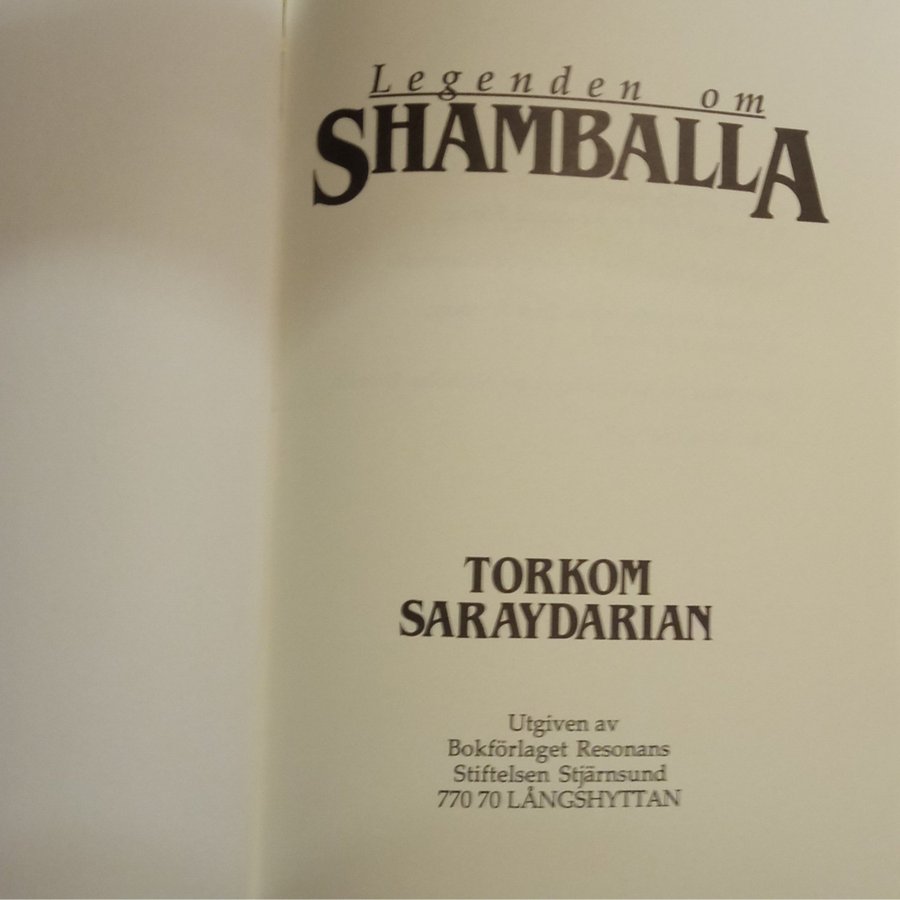 Legenden om
SHAMBALLA
TORKOM
SARAYDARIAN
Utgiven av
Bokförlaget Resonans
Stiftelsen Stjärnsund
770 70 LÅNGSHYTTAN